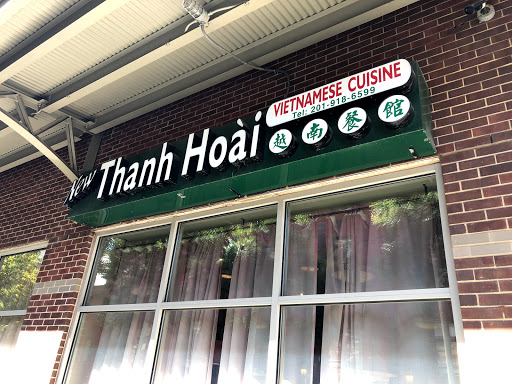 New Thanh Hoài
VIETNAMESE CUISINE
Tel: 201-918-6599
越南餐館